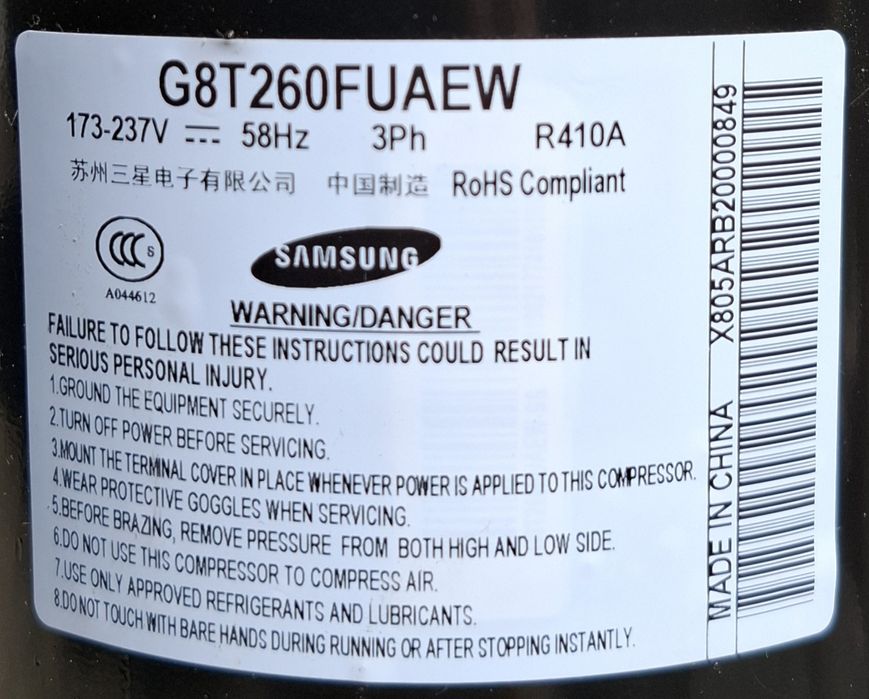 G8T260FUAEW
173-237V ⎓ 58Hz 3Ph R410A
苏州三星电子有限公司 中国制造 RoHS Compliant
CCC S
A044612
SAMSUNG
WARNING/DANGER
FAILURE TO FOLLOW THESE INSTRUCTIONS COULD RESULT IN
SERIOUS PERSONAL INJURY.
1.GROUND THE EQUIPMENT SECURELY.
2.TURN OFF POWER BEFORE SERVICING.
3.MOUNT THE TERMINAL COVER IN PLACE WHENEVER POWER IS APPLIED TO THIS COMPRESSOR.
4.WEAR PROTECTIVE GOGGLES WHEN SERVICING.
5.BEFORE BRAZING, REMOVE PRESSURE FROM BOTH HIGH AND LOW SIDE.
6.DO NOT USE THIS COMPRESSOR TO COMPRESS AIR.
7.USE ONLY APPROVED REFRIGERANTS AND LUBRICANTS.
8.DO NOT TOUCH WITH BARE HANDS DURING RUNNING OR AFTER STOPPING INSTANTLY.
MADE IN CHINA X805ARB20000849